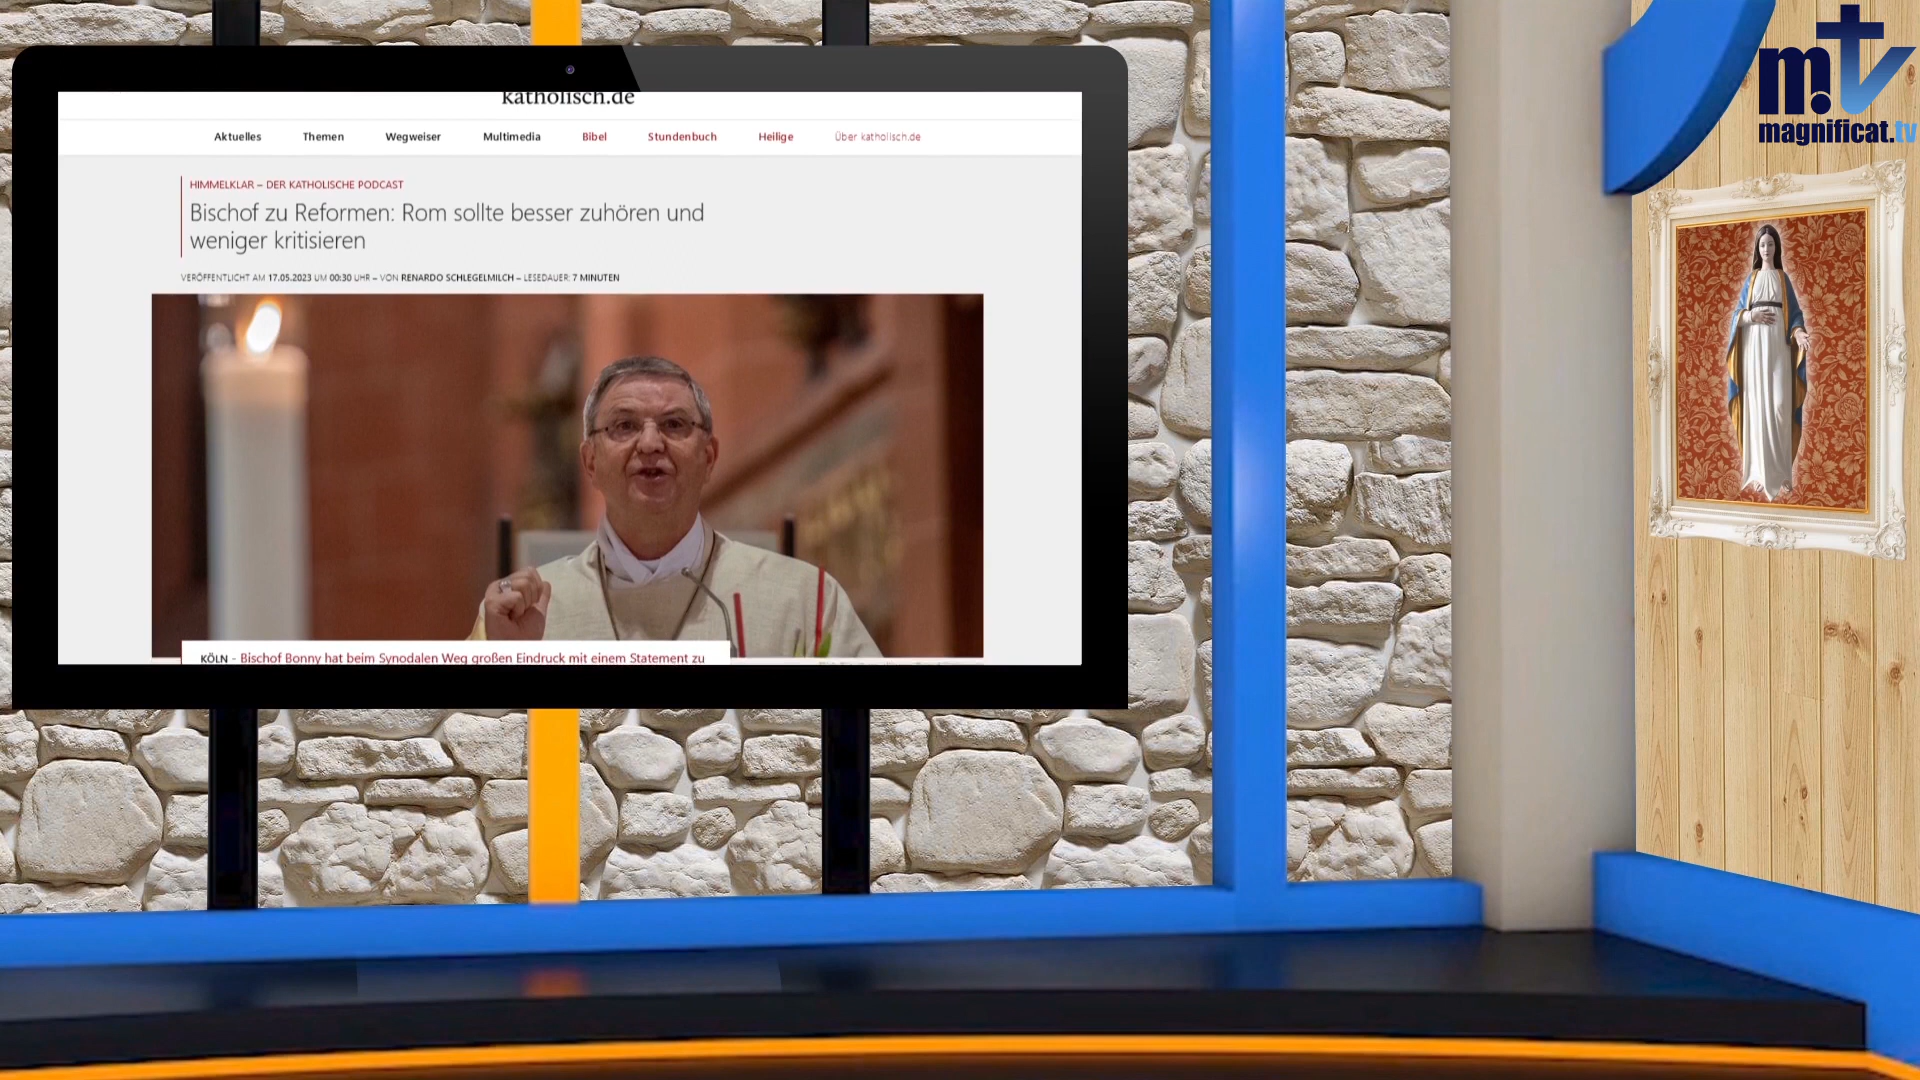 katholisch.de
Aktuelles Themen Wegweiser Multimedia Bibel Stundenbuch Heilige Über katholisch.de
HIMMELKLAR – DER KATHOLISCHE PODCAST
Bischof zu Reformen: Rom sollte besser zuhören und
weniger kritisieren
VERÖFFENTLICHT AM 17.05.2023 UM 00:30 UHR – VON RENARDO SCHLEGELMILCH – LESEDAUER: 7 MINUTEN
KÖLN - Bischof Bonny hat beim Synodalen Weg großen Eindruck mit einem Statement zu
mtv
magnificat.tv